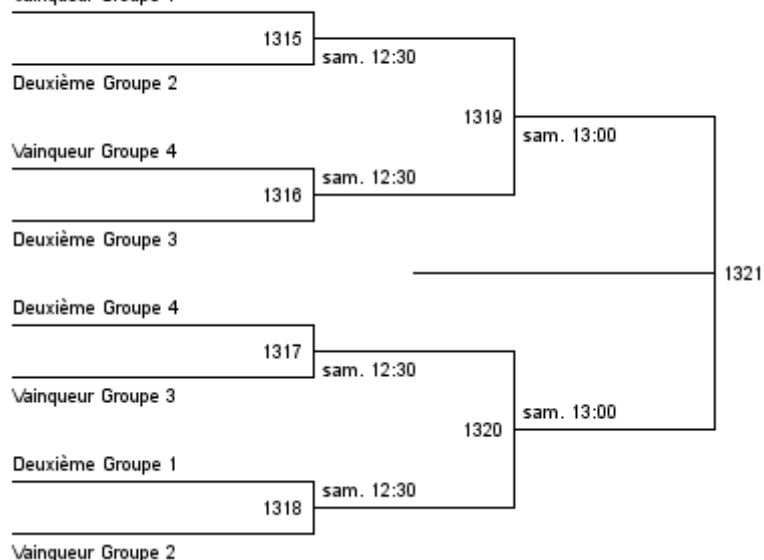 1315
sam. 12:30
Deuxième Groupe 2
1319
sam. 13:00
Vainqueur Groupe 4
sam. 12:30
1316
Deuxième Groupe 3
1321
Deuxième Groupe 4
1317
sam. 12:30
Vainqueur Groupe 3
sam. 13:00
1320
Deuxième Groupe 1
sam. 12:30
1318
Vainqueur Groupe 2